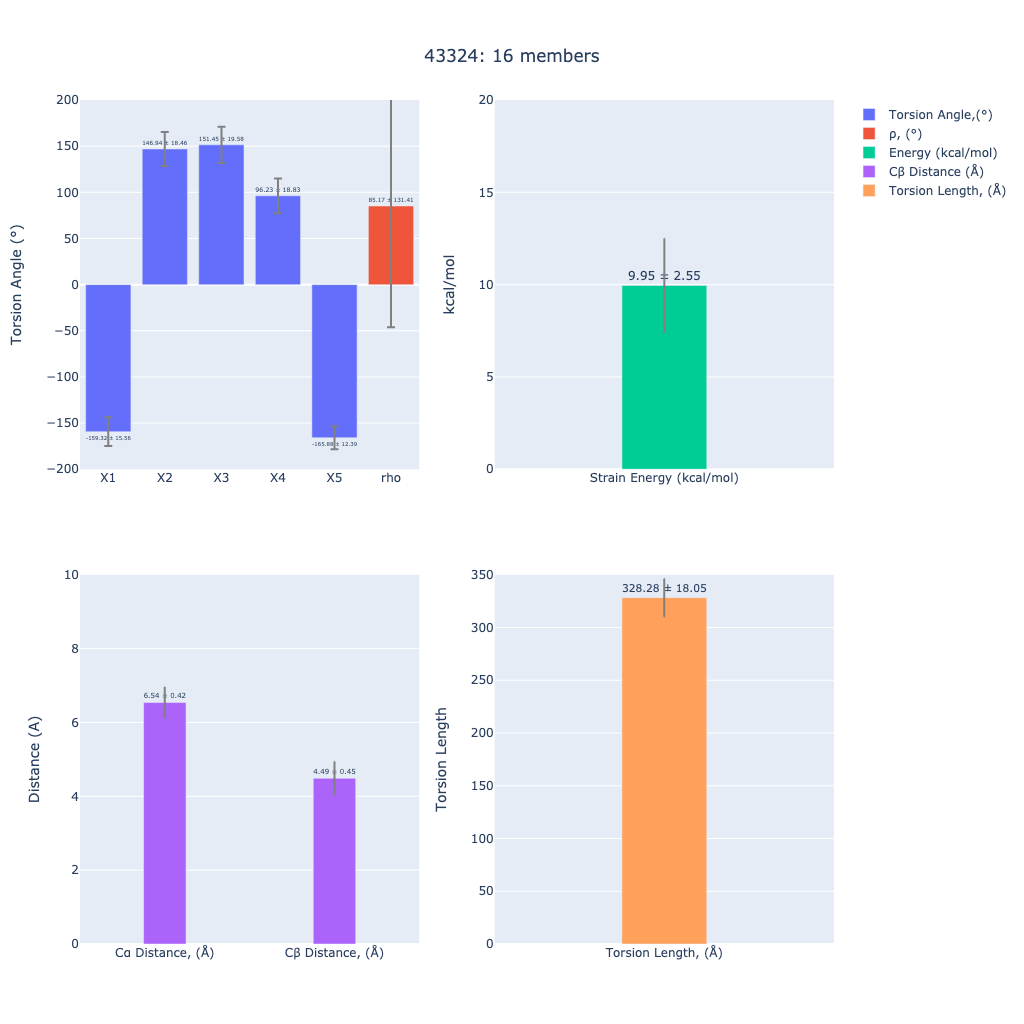 43324: 16 members
Torsion Angle (°)
200
150
100
50
0
−50
−100
−150
−200
146.94 ± 18.46
151.45 ± 19.58
96.23 ± 18.83
85.17 ± 131.41
-159.32 ± 15.56
-165.88 ± 12.39
X1 X2 X3 X4 X5 rho
kcal/mol
20
15
10
5
0
9.95 ± 2.55
Strain Energy (kcal/mol)
Torsion Angle,(°)
ρ, (°)
Energy (kcal/mol)
Cβ Distance (Å)
Torsion Length, (Å)
Distance (A)
10
8
6
4
2
0
6.54 ± 0.42
4.49 ± 0.45
Cα Distance, (Å) Cβ Distance, (Å)
Torsion Length
350
300
250
200
150
100
50
0
328.28 ± 18.05
Torsion Length, (Å)